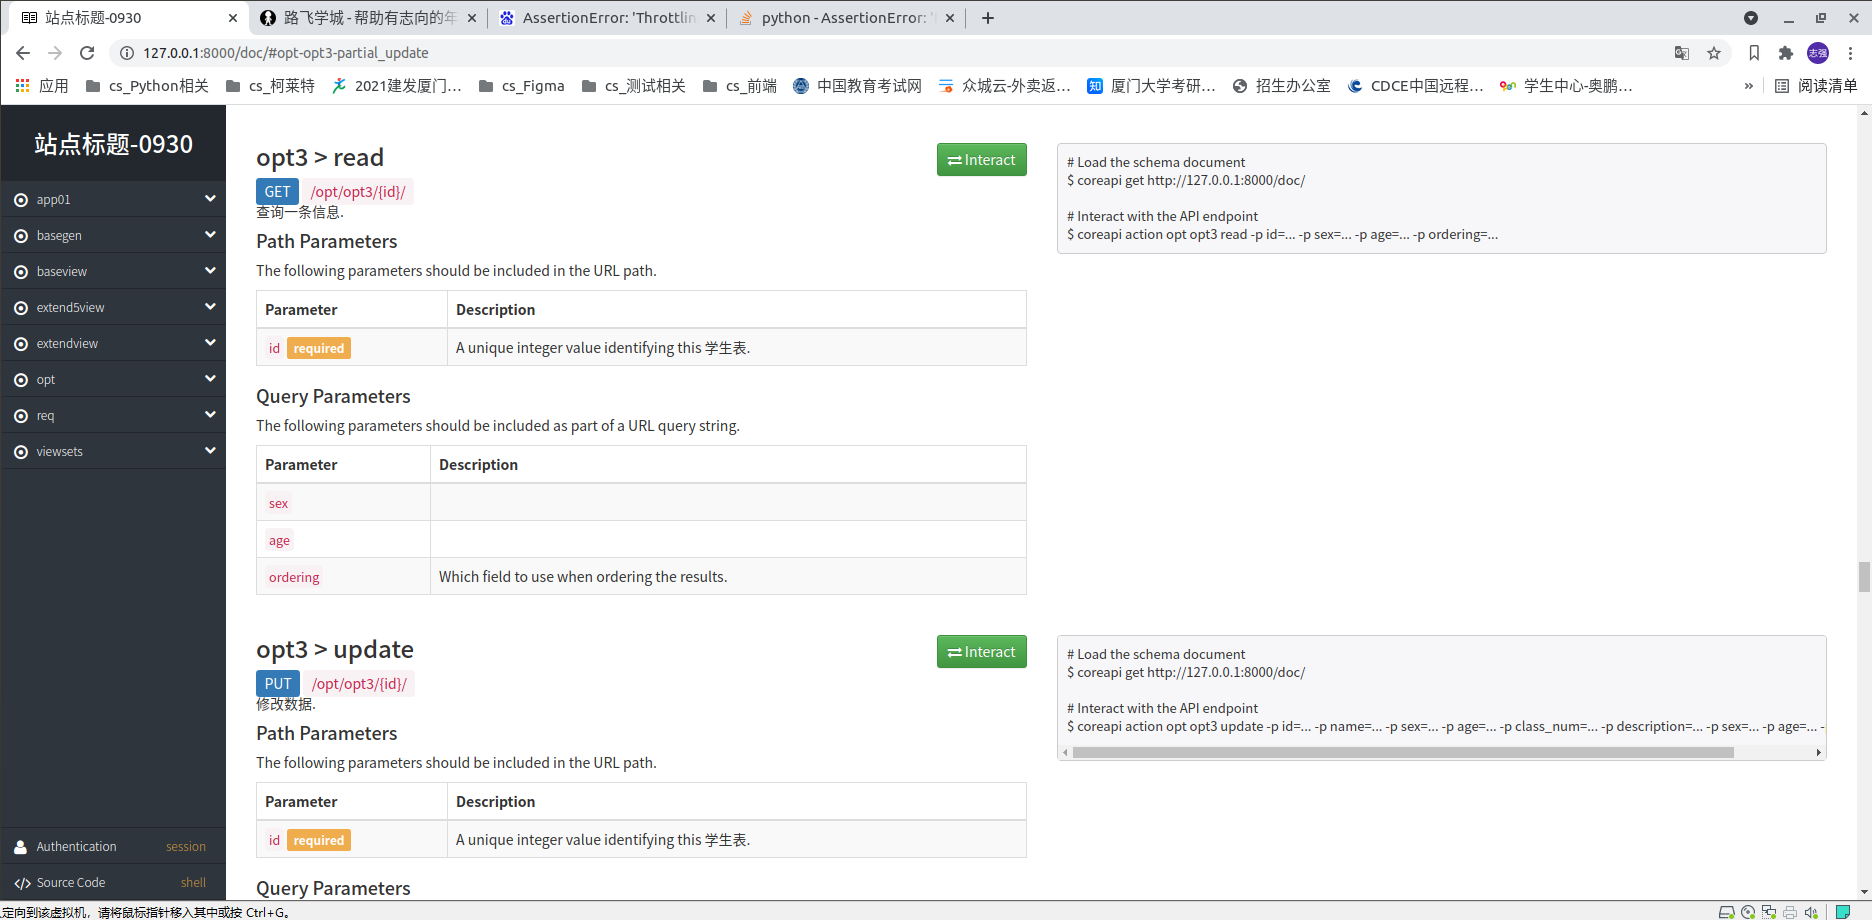 站点标题-0930
路飞学城 - 帮助有志向的年
AssertionError: 'Throttlin
python - AssertionError: '
127.0.0.1:8000/doc/#opt-opt3-partial_update
志强
应用
cs_Python相关
cs_柯莱特
2021建发厦门…
cs_Figma
cs_测试相关
cs_前端
中国教育考试网
众城云-外卖返…
厦门大学考研…
招生办公室
CDCE中国远程…
学生中心-奥鹏…
»
阅读清单
站点标题-0930
app01
basegen
baseview
extend5view
extendview
opt
req
viewsets
Authentication session
Source Code shell
opt3 > read
Interact
GET /opt/opt3/{id}/
查询一条信息.
Path Parameters
The following parameters should be included in the URL path.
Parameter Description
id required A unique integer value identifying this 学生表.
Query Parameters
The following parameters should be included as part of a URL query string.
Parameter Description
sex
age
ordering Which field to use when ordering the results.
# Load the schema document
$ coreapi get http://127.0.0.1:8000/doc/
# Interact with the API endpoint
$ coreapi action opt opt3 read -p id=... -p sex=... -p age=... -p ordering=...
opt3 > update
Interact
PUT /opt/opt3/{id}/
修改数据.
Path Parameters
The following parameters should be included in the URL path.
Parameter Description
id required A unique integer value identifying this 学生表.
Query Parameters
# Load the schema document
$ coreapi get http://127.0.0.1:8000/doc/
# Interact with the API endpoint
$ coreapi action opt opt3 update -p id=... -p name=... -p sex=... -p age=... -p class_num=... -p description=... -p sex=... -p age=... -
定向到该虚拟机，请将鼠标指针移入其中或按 Ctrl+G。